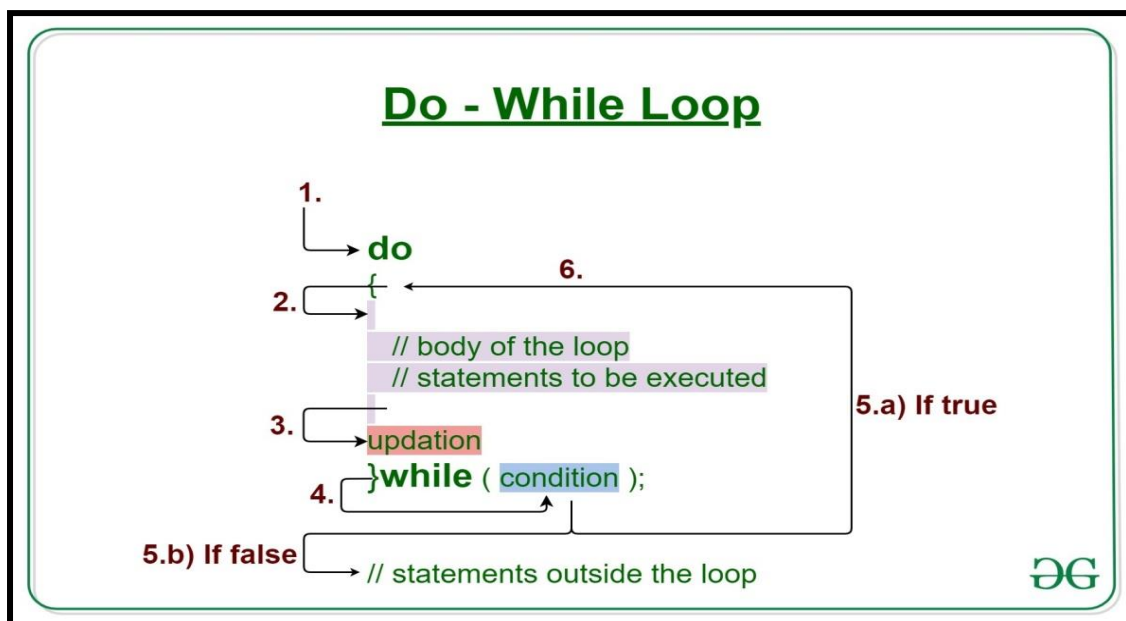 Do - While Loop
1.
do
6.
{
2.
// body of the loop
// statements to be executed
5.a) If true
3.
updation
}while ( condition );
4.
5.b) If false
// statements outside the loop